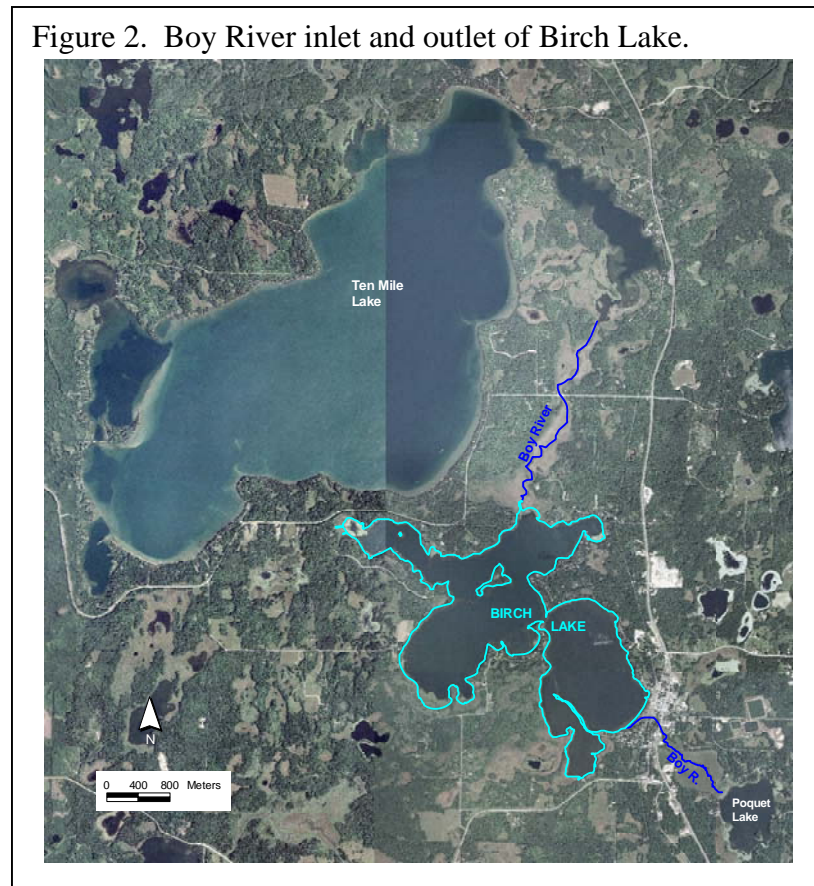 Figure 2. Boy River inlet and outlet of Birch Lake.
Ten Mile
Lake
Boy River
BIRCH
LAKE
N
0 400 800 Meters
Boy R.
Poquet
Lake